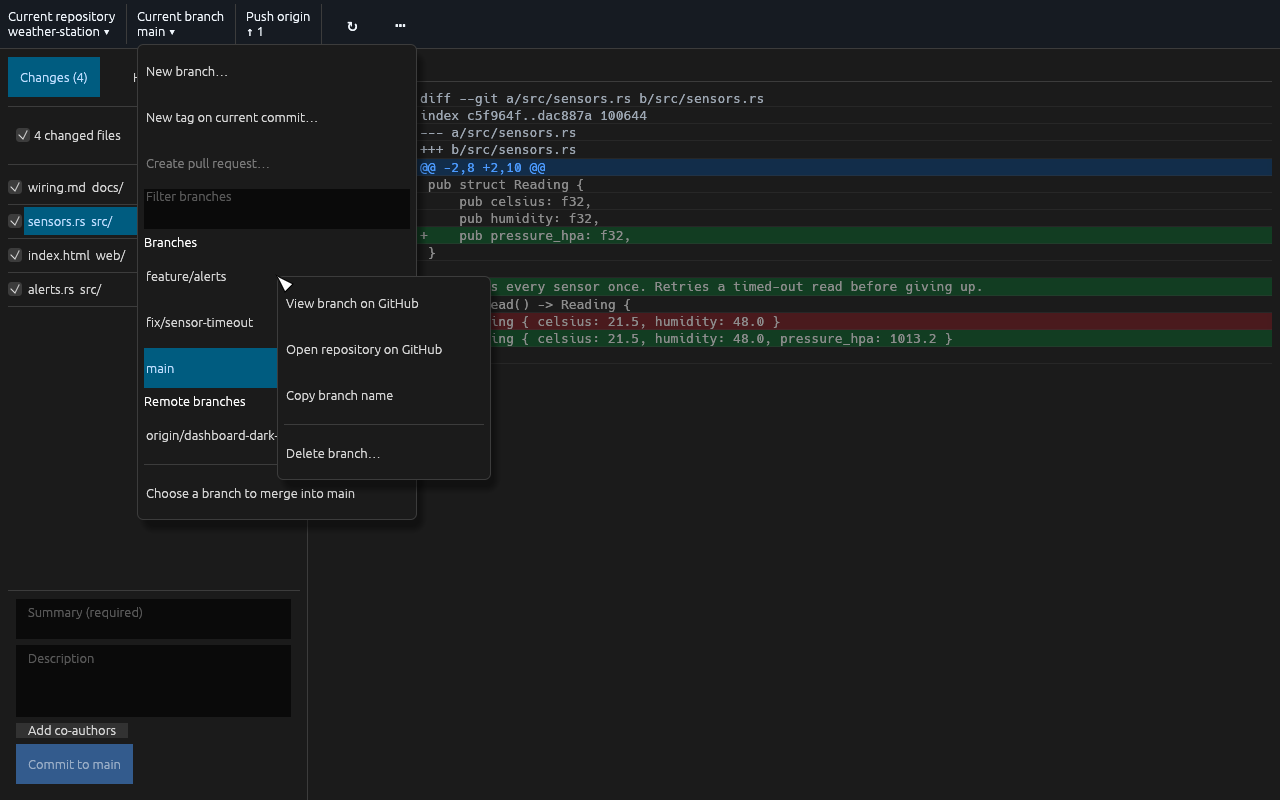 Current repository
weather-station ▾
Current branch
main ▾
Push origin
↑ 1
↻
⋯
Changes (4)
4 changed files
wiring.md docs/
sensors.rs src/
index.html web/
alerts.rs src/
New branch…
New tag on current commit…
Create pull request…
Filter branches
Branches
feature/alerts
fix/sensor-timeout
main
Remote branches
origin/dashboard-dark-
Choose a branch to merge into main
View branch on GitHub
Open repository on GitHub
Copy branch name
Delete branch…
diff --git a/src/sensors.rs b/src/sensors.rs
index c5f964f..dac887a 100644
--- a/src/sensors.rs
+++ b/src/sensors.rs
@@ -2,8 +2,10 @@
pub struct Reading {
pub celsius: f32,
pub humidity: f32,
+ pub pressure_hpa: f32,
}
every sensor once. Retries a timed-out read before giving up.
() -> Reading {
{ celsius: 21.5, humidity: 48.0 }
{ celsius: 21.5, humidity: 48.0, pressure_hpa: 1013.2 }
Summary (required)
Description
Add co-authors
Commit to main